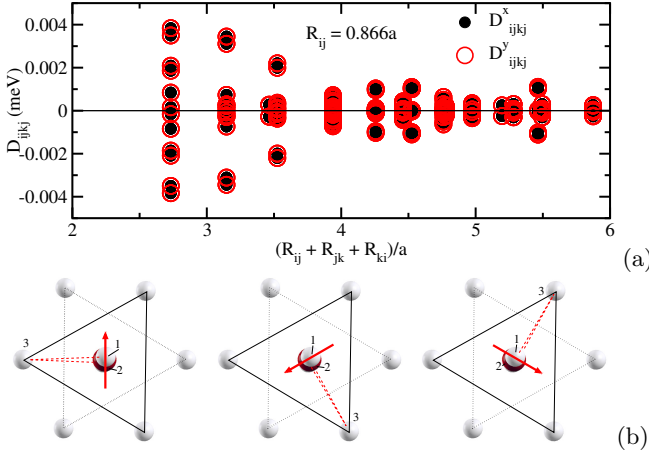 0.004
0.002
0
-0.002
-0.004
D_ijkj (meV)
R_ij = 0.866a
D^x_ijkj
D^y_ijkj
2 3 4 5 6
(R_ij + R_jk + R_ki)/a
(a)
3 1 2
1 2 3
3 1 2
(b)